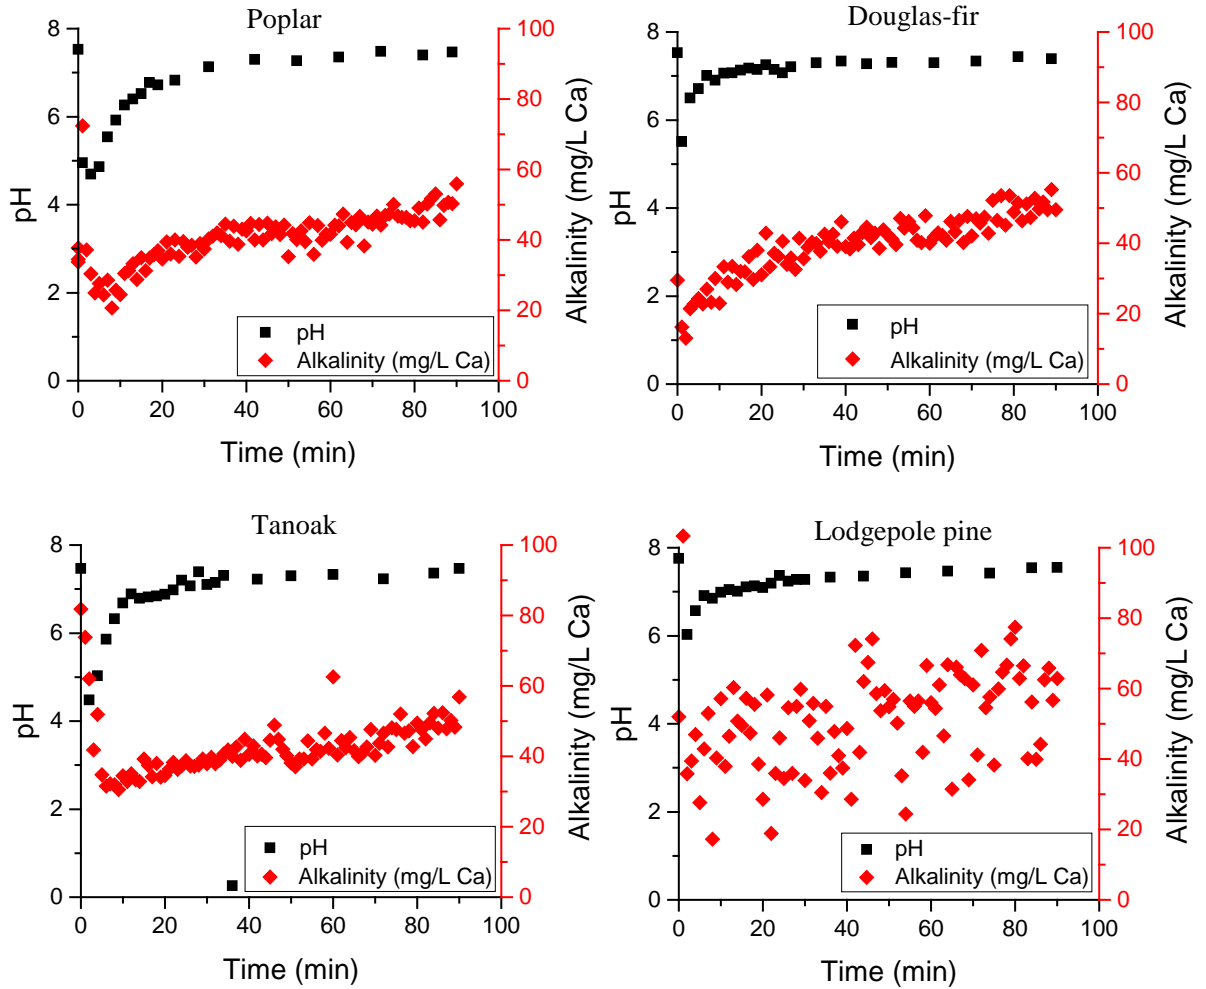 Poplar
8
6
4
2
0
pH
100
80
60
40
20
0
Alkalinity (mg/L Ca)
pH
Alkalinity (mg/L Ca)
0 20 40 60 80 100
Time (min)
Douglas-fir
8
6
4
2
0
pH
100
80
60
40
20
0
Alkalinity (mg/L Ca)
pH
Alkalinity (mg/L Ca)
0 20 40 60 80 100
Time (min)
Tanoak
8
6
4
2
0
pH
100
80
60
40
20
0
Alkalinity (mg/L Ca)
pH
Alkalinity (mg/L Ca)
0 20 40 60 80 100
Time (min)
Lodgepole pine
8
6
4
2
0
pH
100
80
60
40
20
0
Alkalinity (mg/L Ca)
pH
Alkalinity (mg/L Ca)
0 20 40 60 80 100
Time (min)